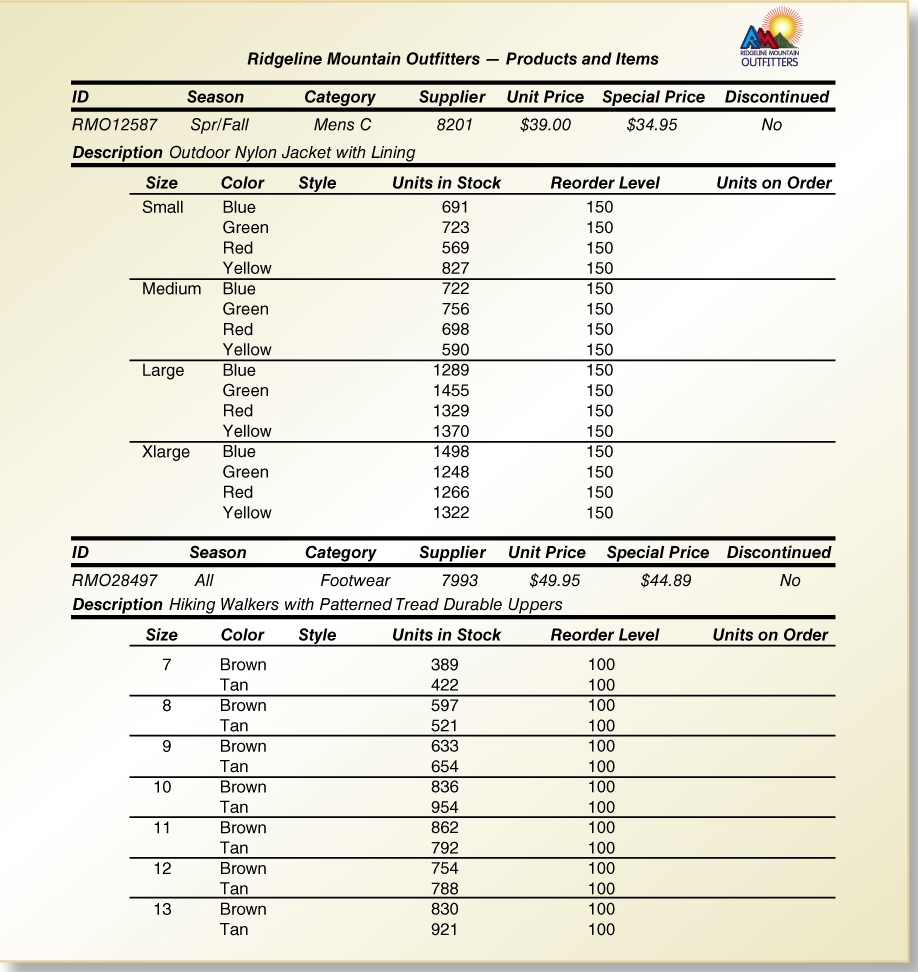 RIDGELINE MOUNTAIN
OUTFITTERS
Ridgeline Mountain Outfitters — Products and Items
ID Season Category Supplier Unit Price Special Price Discontinued
RMO12587 Spr/Fall Mens C 8201 $39.00 $34.95 No
Description Outdoor Nylon Jacket with Lining
Size Color Style Units in Stock Reorder Level Units on Order
Small Blue 691 150
Green 723 150
Red 569 150
Yellow 827 150
Medium Blue 722 150
Green 756 150
Red 698 150
Yellow 590 150
Large Blue 1289 150
Green 1455 150
Red 1329 150
Yellow 1370 150
Xlarge Blue 1498 150
Green 1248 150
Red 1266 150
Yellow 1322 150
ID Season Category Supplier Unit Price Special Price Discontinued
RMO28497 All Footwear 7993 $49.95 $44.89 No
Description Hiking Walkers with Patterned Tread Durable Uppers
Size Color Style Units in Stock Reorder Level Units on Order
7 Brown 389 100
Tan 422 100
8 Brown 597 100
Tan 521 100
9 Brown 633 100
Tan 654 100
10 Brown 836 100
Tan 954 100
11 Brown 862 100
Tan 792 100
12 Brown 754 100
Tan 788 100
13 Brown 830 100
Tan 921 100